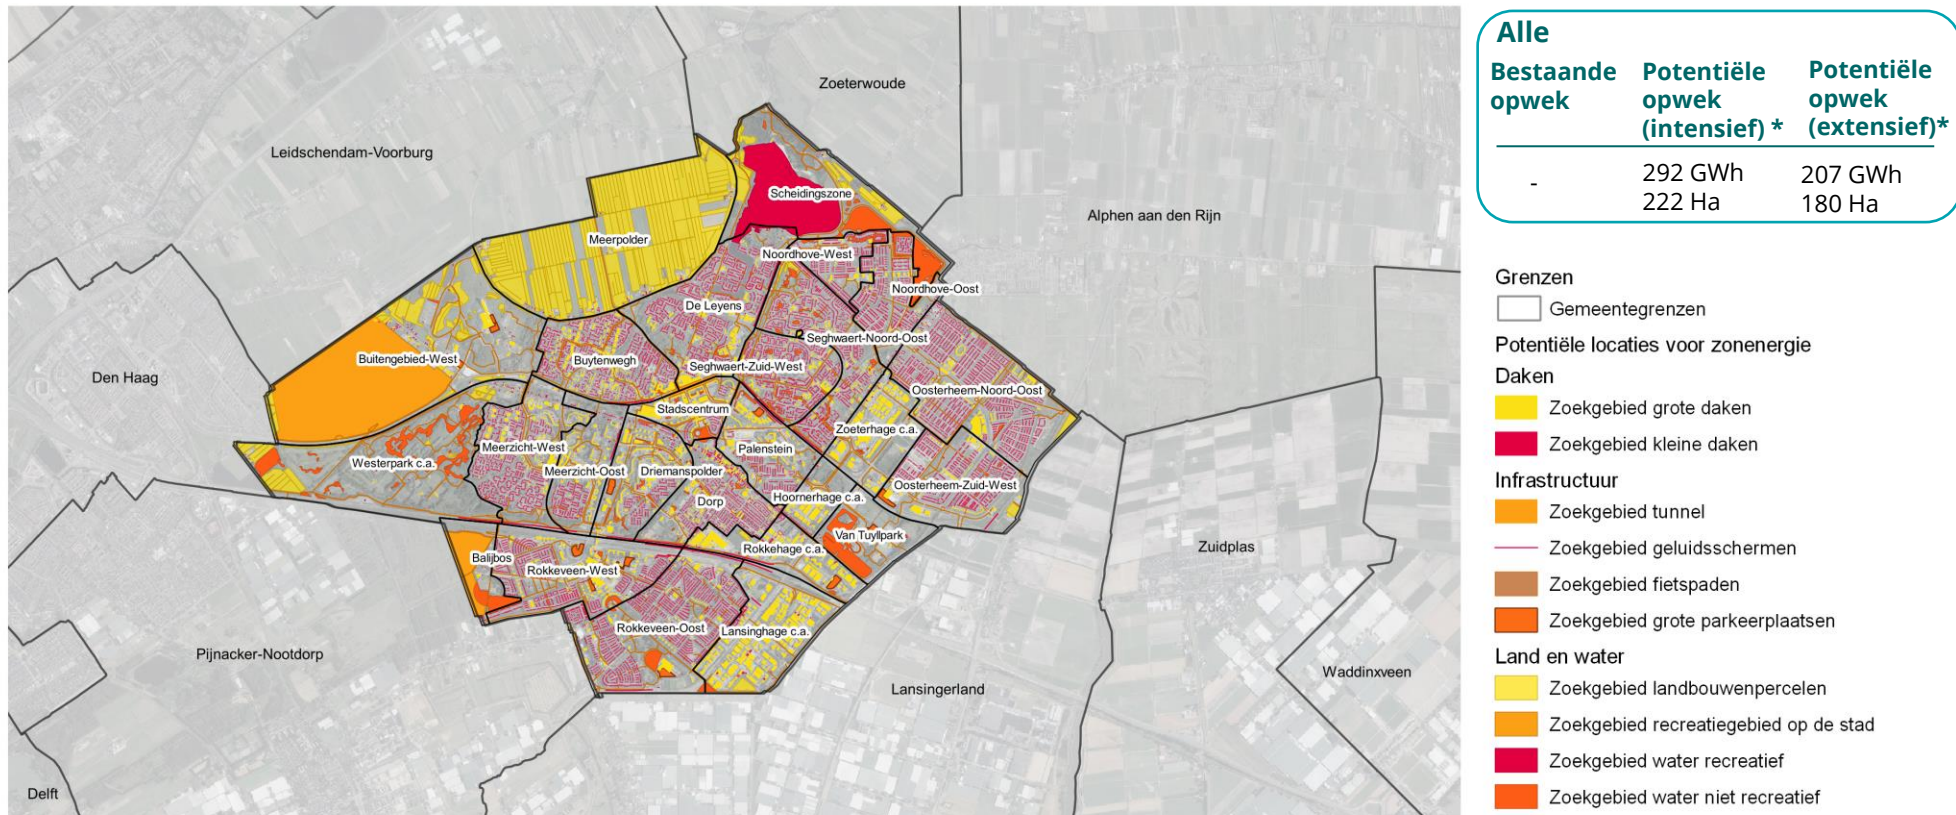 Zoeterwoude
Leidschendam-Voorburg
Scheidingszone
Alphen aan den Rijn
Meerpolder
Noordhove-West
Noordhove-Oost
De Leyens
Seghwaert-Noord-Oost
Buitengebied-West
Buytenwegh
Seghwaert-Zuid-West
Den Haag
Oosterheem-Noord-Oost
Stadscentrum
Zoeterhage c.a.
Meerzicht-West
Palenstein
Westerpark c.a.
Meerzicht-Oost
Driemanspolder
Oosterheem-Zuid-West
Hoornerhage c.a.
Dorp
Van Tuyllpark
Rokkehage c.a.
Zuidplas
Balijbos
Rokkeveen-West
Rokkeveen-Oost
Lansinghage c.a.
Pijnacker-Nootdorp
Waddinxveen
Lansingerland
Delft
Alle
Bestaande opwek
Potentiële opwek (intensief) *
Potentiële opwek (extensief)*
-
292 GWh
222 Ha
207 GWh
180 Ha
Grenzen
Gemeentegrenzen
Potentiële locaties voor zonenergie
Daken
Zoekgebied grote daken
Zoekgebied kleine daken
Infrastructuur
Zoekgebied tunnel
Zoekgebied geluidsschermen
Zoekgebied fietspaden
Zoekgebied grote parkeerplaatsen
Land en water
Zoekgebied landbouwenpercelen
Zoekgebied recreatiegebied op de stad
Zoekgebied water recreatief
Zoekgebied water niet recreatief